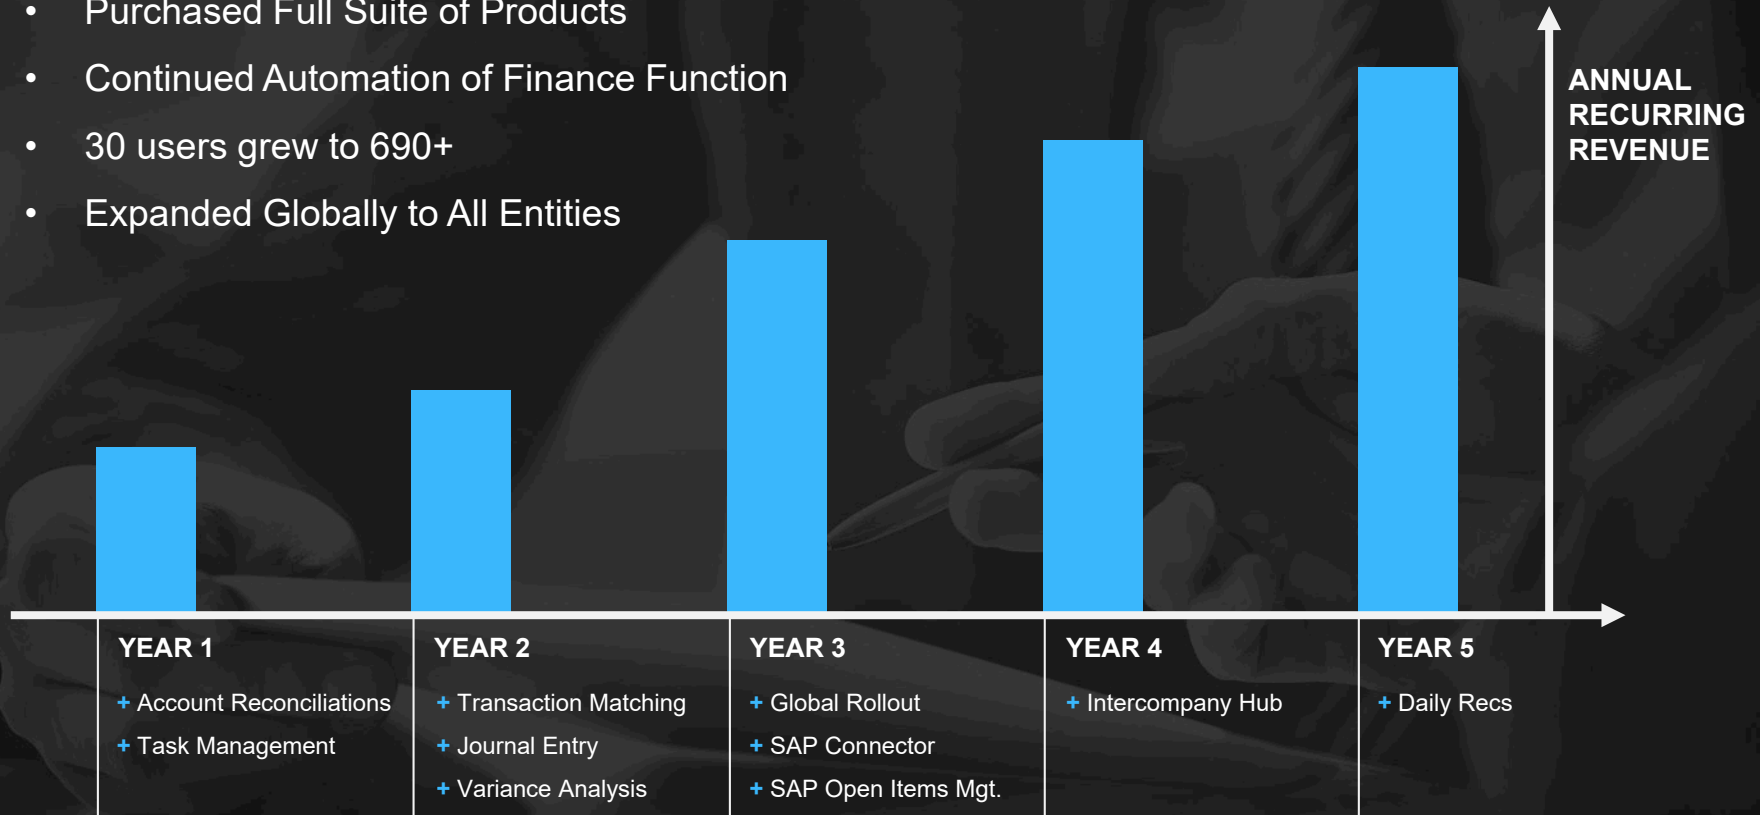 • Purchased Full Suite of Products
• Continued Automation of Finance Function
• 30 users grew to 690+
• Expanded Globally to All Entities
ANNUAL
RECURRING
REVENUE
YEAR 1
+ Account Reconciliations
+ Task Management
YEAR 2
+ Transaction Matching
+ Journal Entry
+ Variance Analysis
YEAR 3
+ Global Rollout
+ SAP Connector
+ SAP Open Items Mgt.
YEAR 4
+ Intercompany Hub
YEAR 5
+ Daily Recs